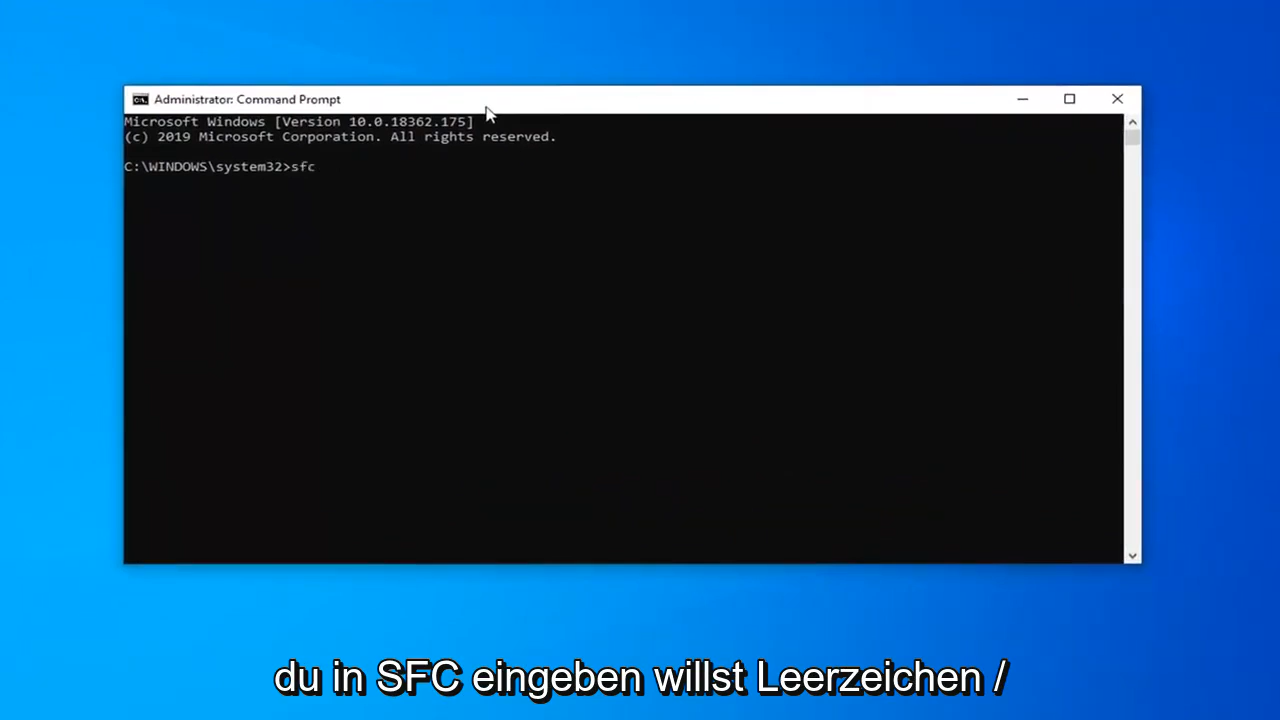 Administrator: Command Prompt
Microsoft Windows [Version 10.0.18362.175]
(c) 2019 Microsoft Corporation. All rights reserved.
C:\WINDOWS\system32>sfc
du in SFC eingeben willst Leerzeichen /